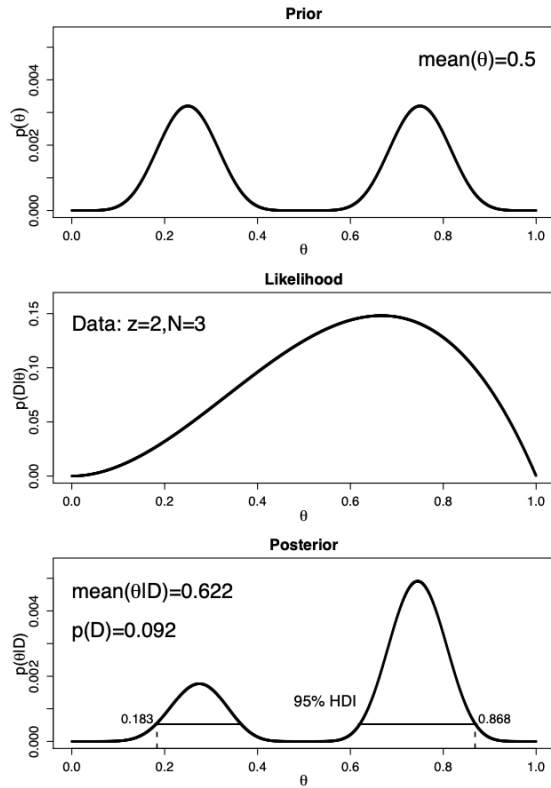 Prior
mean(θ)=0.5
p(θ)
0.000 0.002 0.004
0.0 0.2 0.4 0.6 0.8 1.0
θ
Likelihood
Data: z=2,N=3
p(D|θ)
0.00 0.05 0.10 0.15
0.0 0.2 0.4 0.6 0.8 1.0
θ
Posterior
mean(θ|D)=0.622
p(D)=0.092
p(θ|D)
0.000 0.002 0.004
95% HDI
0.183 0.868
0.0 0.2 0.4 0.6 0.8 1.0
θ